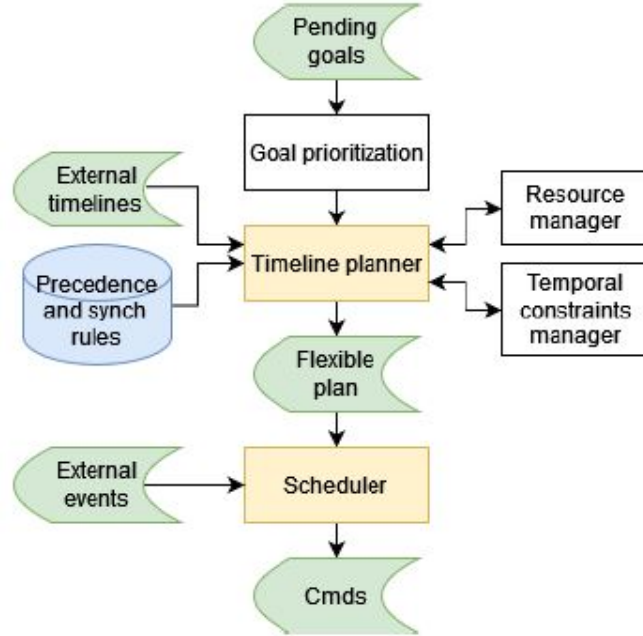 Pending
goals
Goal prioritization
External
timelines
Resource
manager
Timeline planner
Precedence
and synch
rules
Temporal
constraints
manager
Flexible
plan
External
events
Scheduler
Cmds